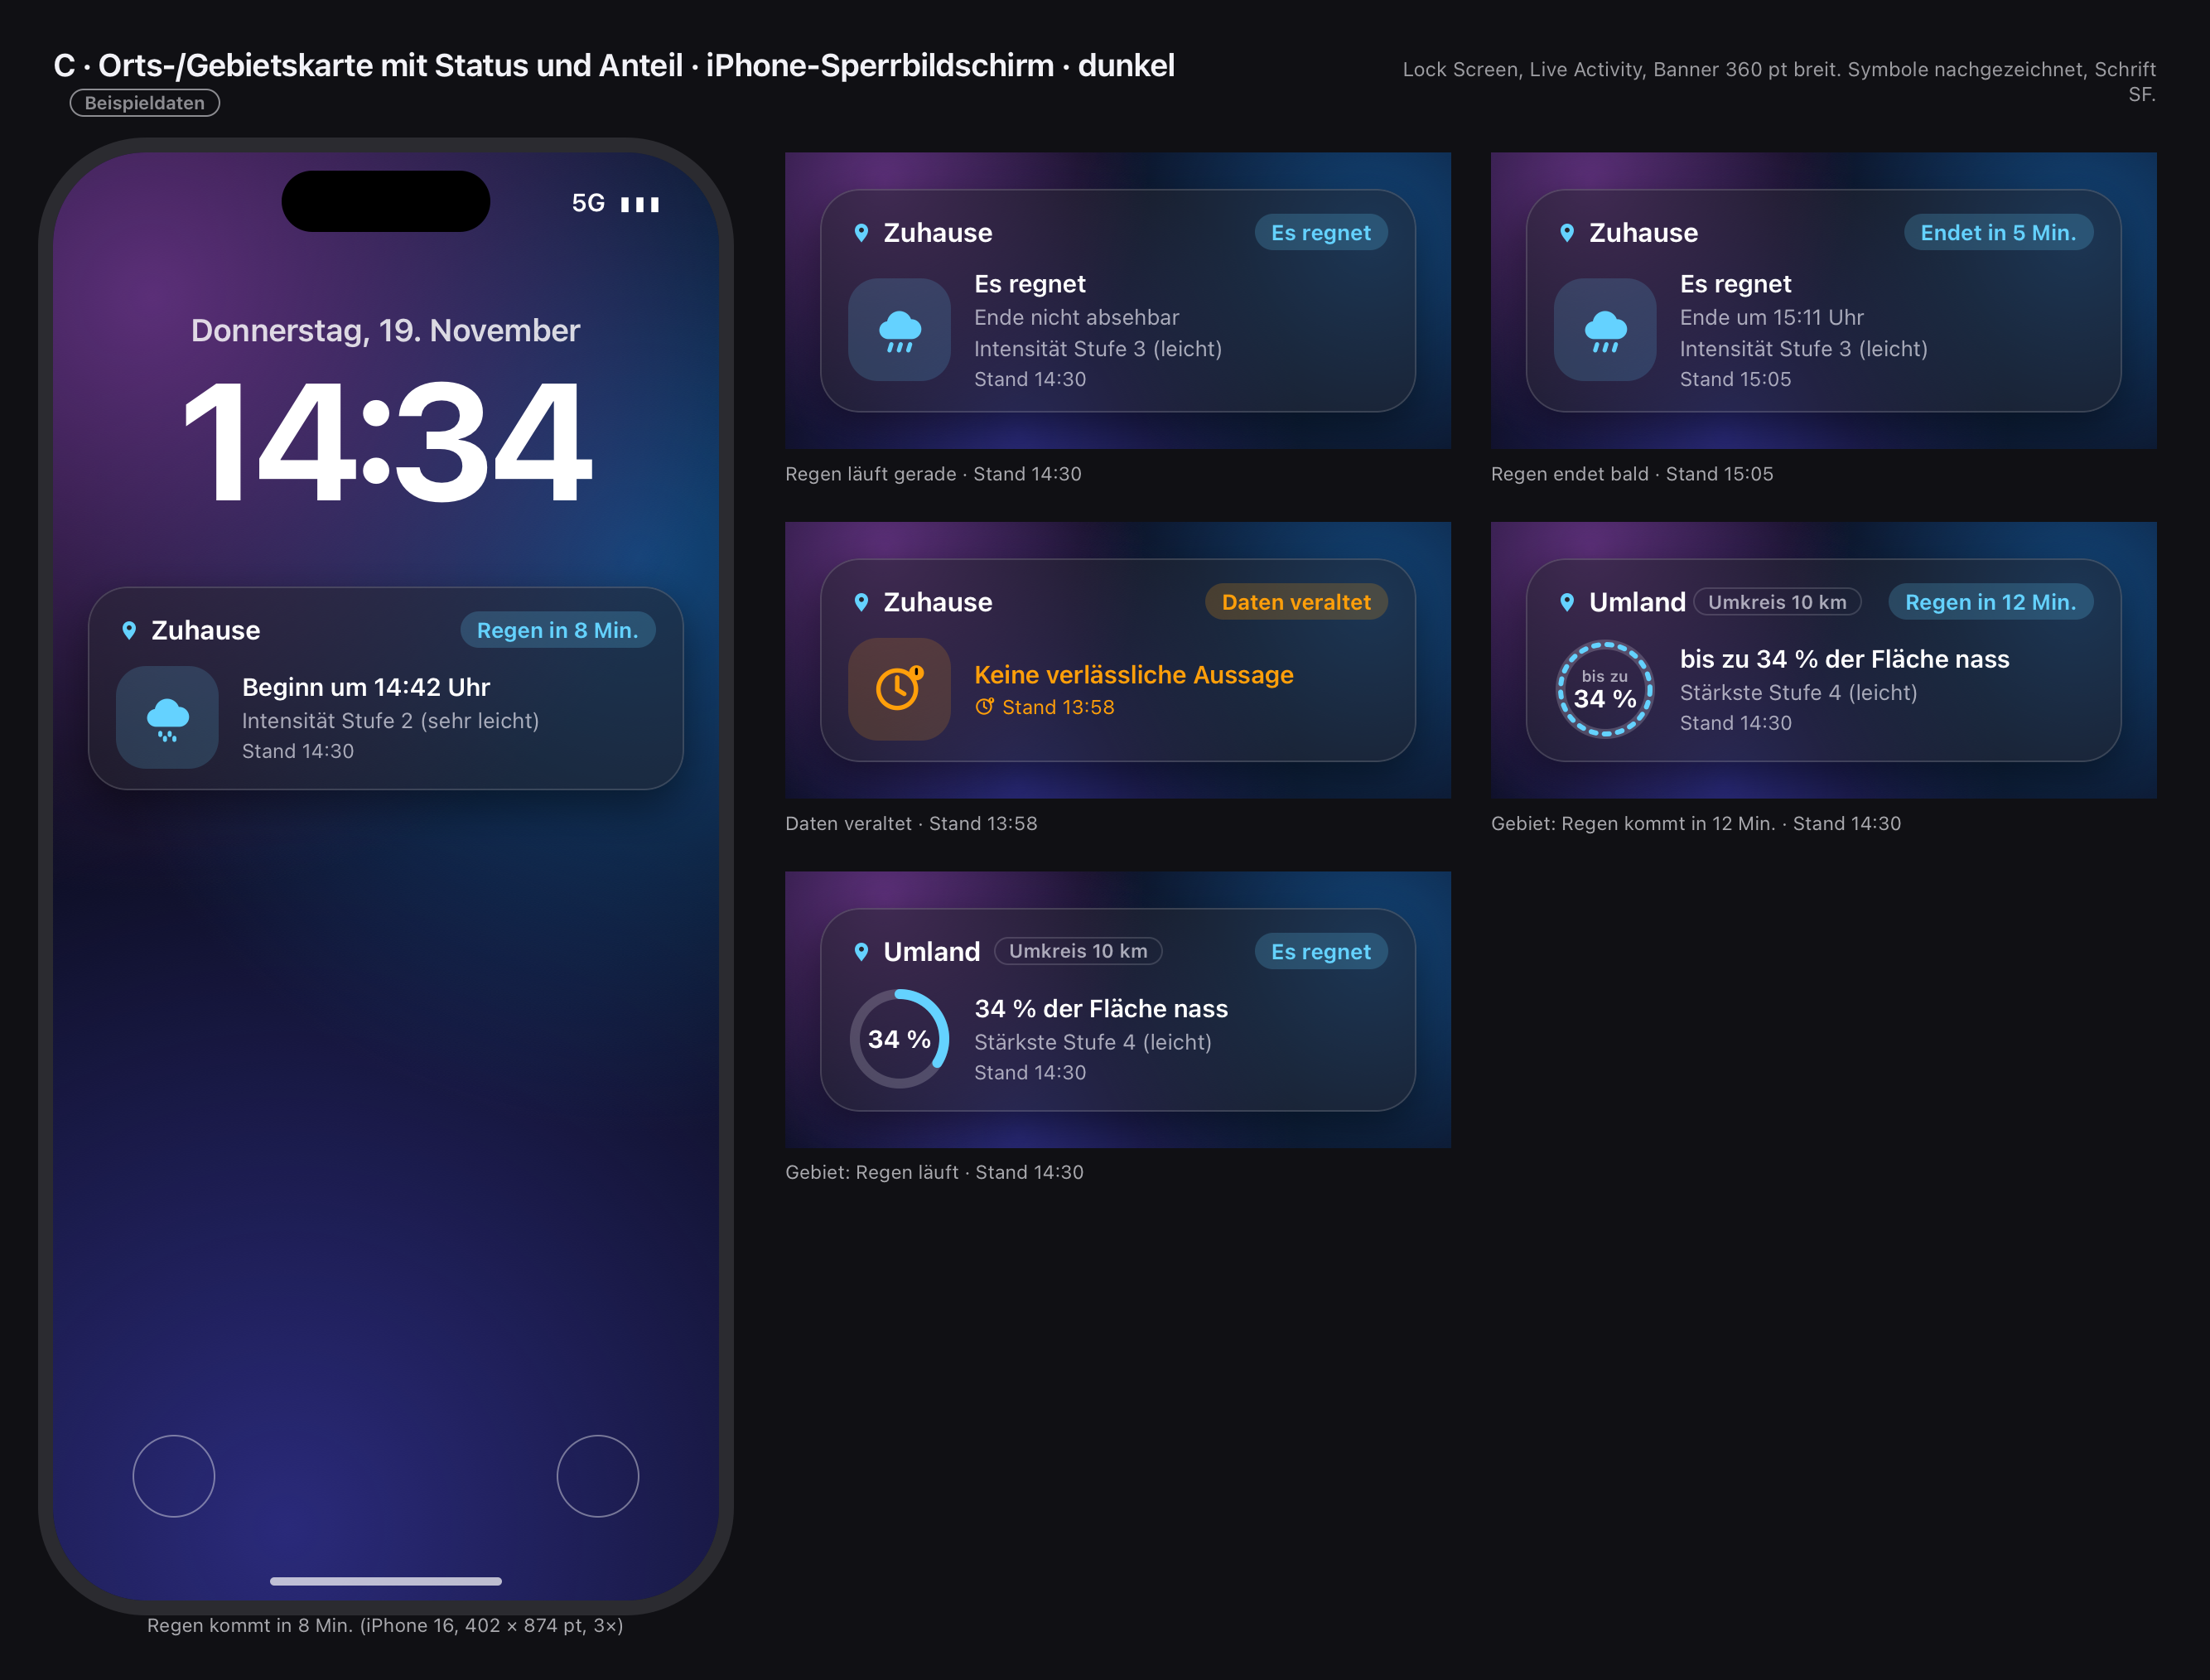 C · Orts-/Gebietskarte mit Status und Anteil · iPhone-Sperrbildschirm · dunkel
Beispieldaten
Lock Screen, Live Activity, Banner 360 pt breit. Symbole nachgezeichnet, Schrift
SF.
5G
Donnerstag, 19. November
14:34
Zuhause
Regen in 8 Min.
Beginn um 14:42 Uhr
Intensität Stufe 2 (sehr leicht)
Stand 14:30
Regen kommt in 8 Min. (iPhone 16, 402 × 874 pt, 3×)
Zuhause
Es regnet
Es regnet
Ende nicht absehbar
Intensität Stufe 3 (leicht)
Stand 14:30
Regen läuft gerade · Stand 14:30
Zuhause
Endet in 5 Min.
Es regnet
Ende um 15:11 Uhr
Intensität Stufe 3 (leicht)
Stand 15:05
Regen endet bald · Stand 15:05
Zuhause
Daten veraltet
Keine verlässliche Aussage
Stand 13:58
Daten veraltet · Stand 13:58
Umland
Umkreis 10 km
Regen in 12 Min.
bis zu
34 %
bis zu 34 % der Fläche nass
Stärkste Stufe 4 (leicht)
Stand 14:30
Gebiet: Regen kommt in 12 Min. · Stand 14:30
Umland
Umkreis 10 km
Es regnet
34 %
34 % der Fläche nass
Stärkste Stufe 4 (leicht)
Stand 14:30
Gebiet: Regen läuft · Stand 14:30